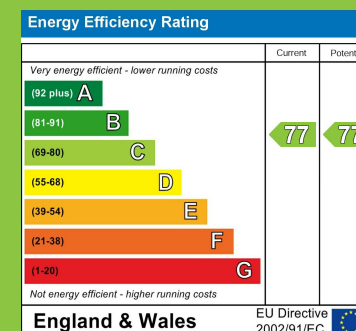 Energy Efficiency Rating
Current Potent
Very energy efficient - lower running costs
(92 plus) A
(81-91) B
77 77
(69-80) C
(55-68) D
(39-54) E
(21-38) F
(1-20) G
Not energy efficient - higher running costs
England & Wales
EU Directive
2002/91/EC